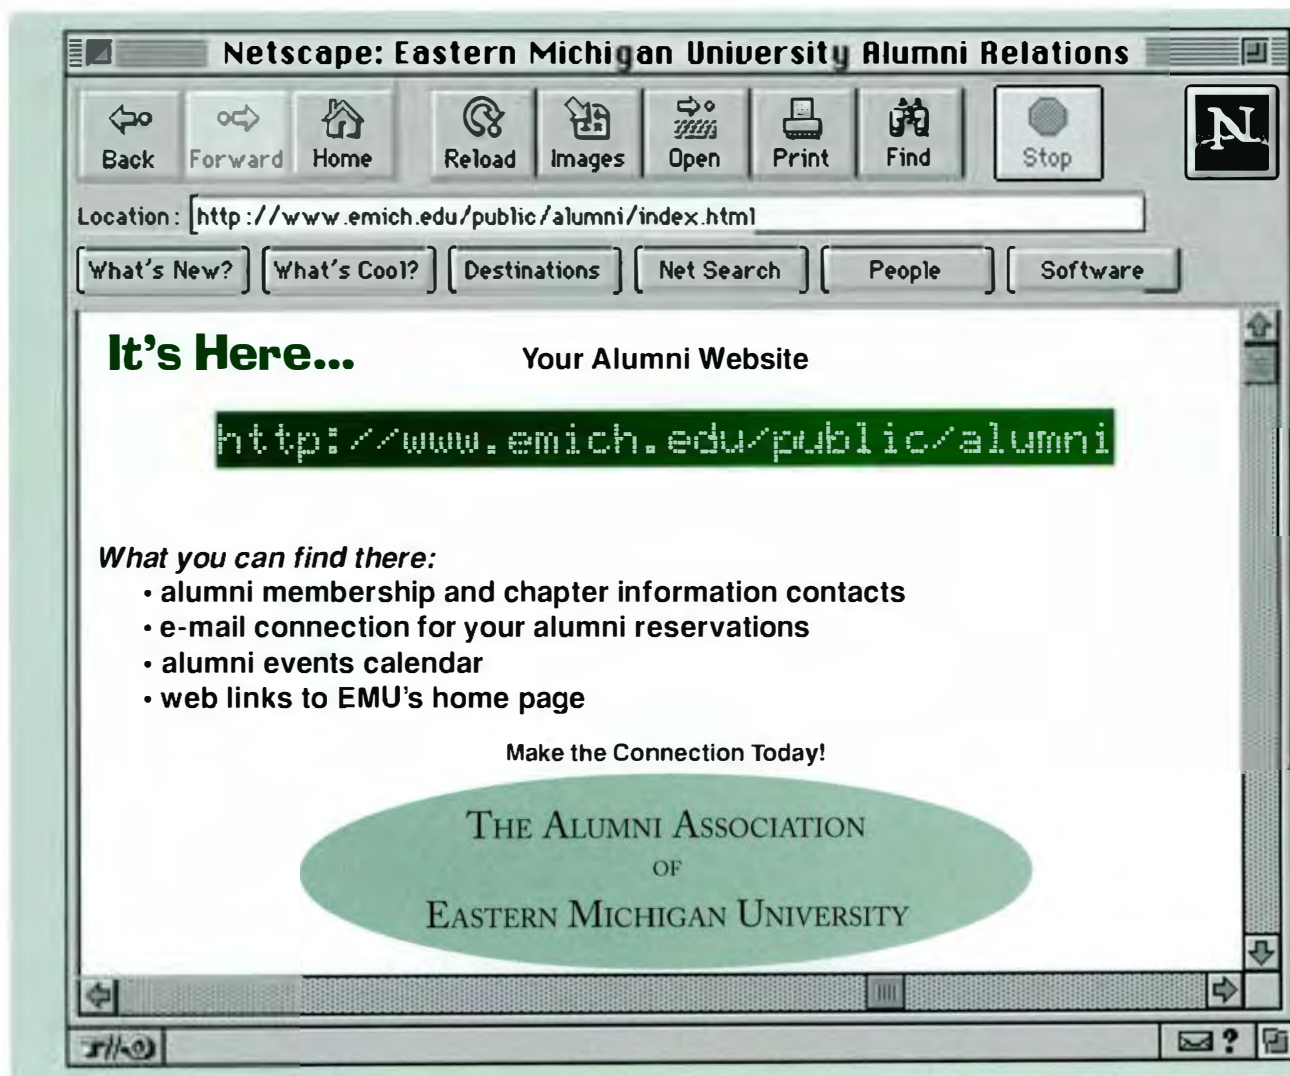 Netscape: Eastern Michigan University Alumni Relations
Back Forward Home Reload Images Open Print Find Stop N
Location: http://www.emich.edu/public/alumni/index.html
What's New? What's Cool? Destinations Net Search People Software
It's Here... Your Alumni Website
http://www.emich.edu/public/alumni
What you can find there:
• alumni membership and chapter information contacts
• e-mail connection for your alumni reservations
• alumni events calendar
• web links to EMU's home page
Make the Connection Today!
THE ALUMNI ASSOCIATION
OF
EASTERN MICHIGAN UNIVERSITY
?